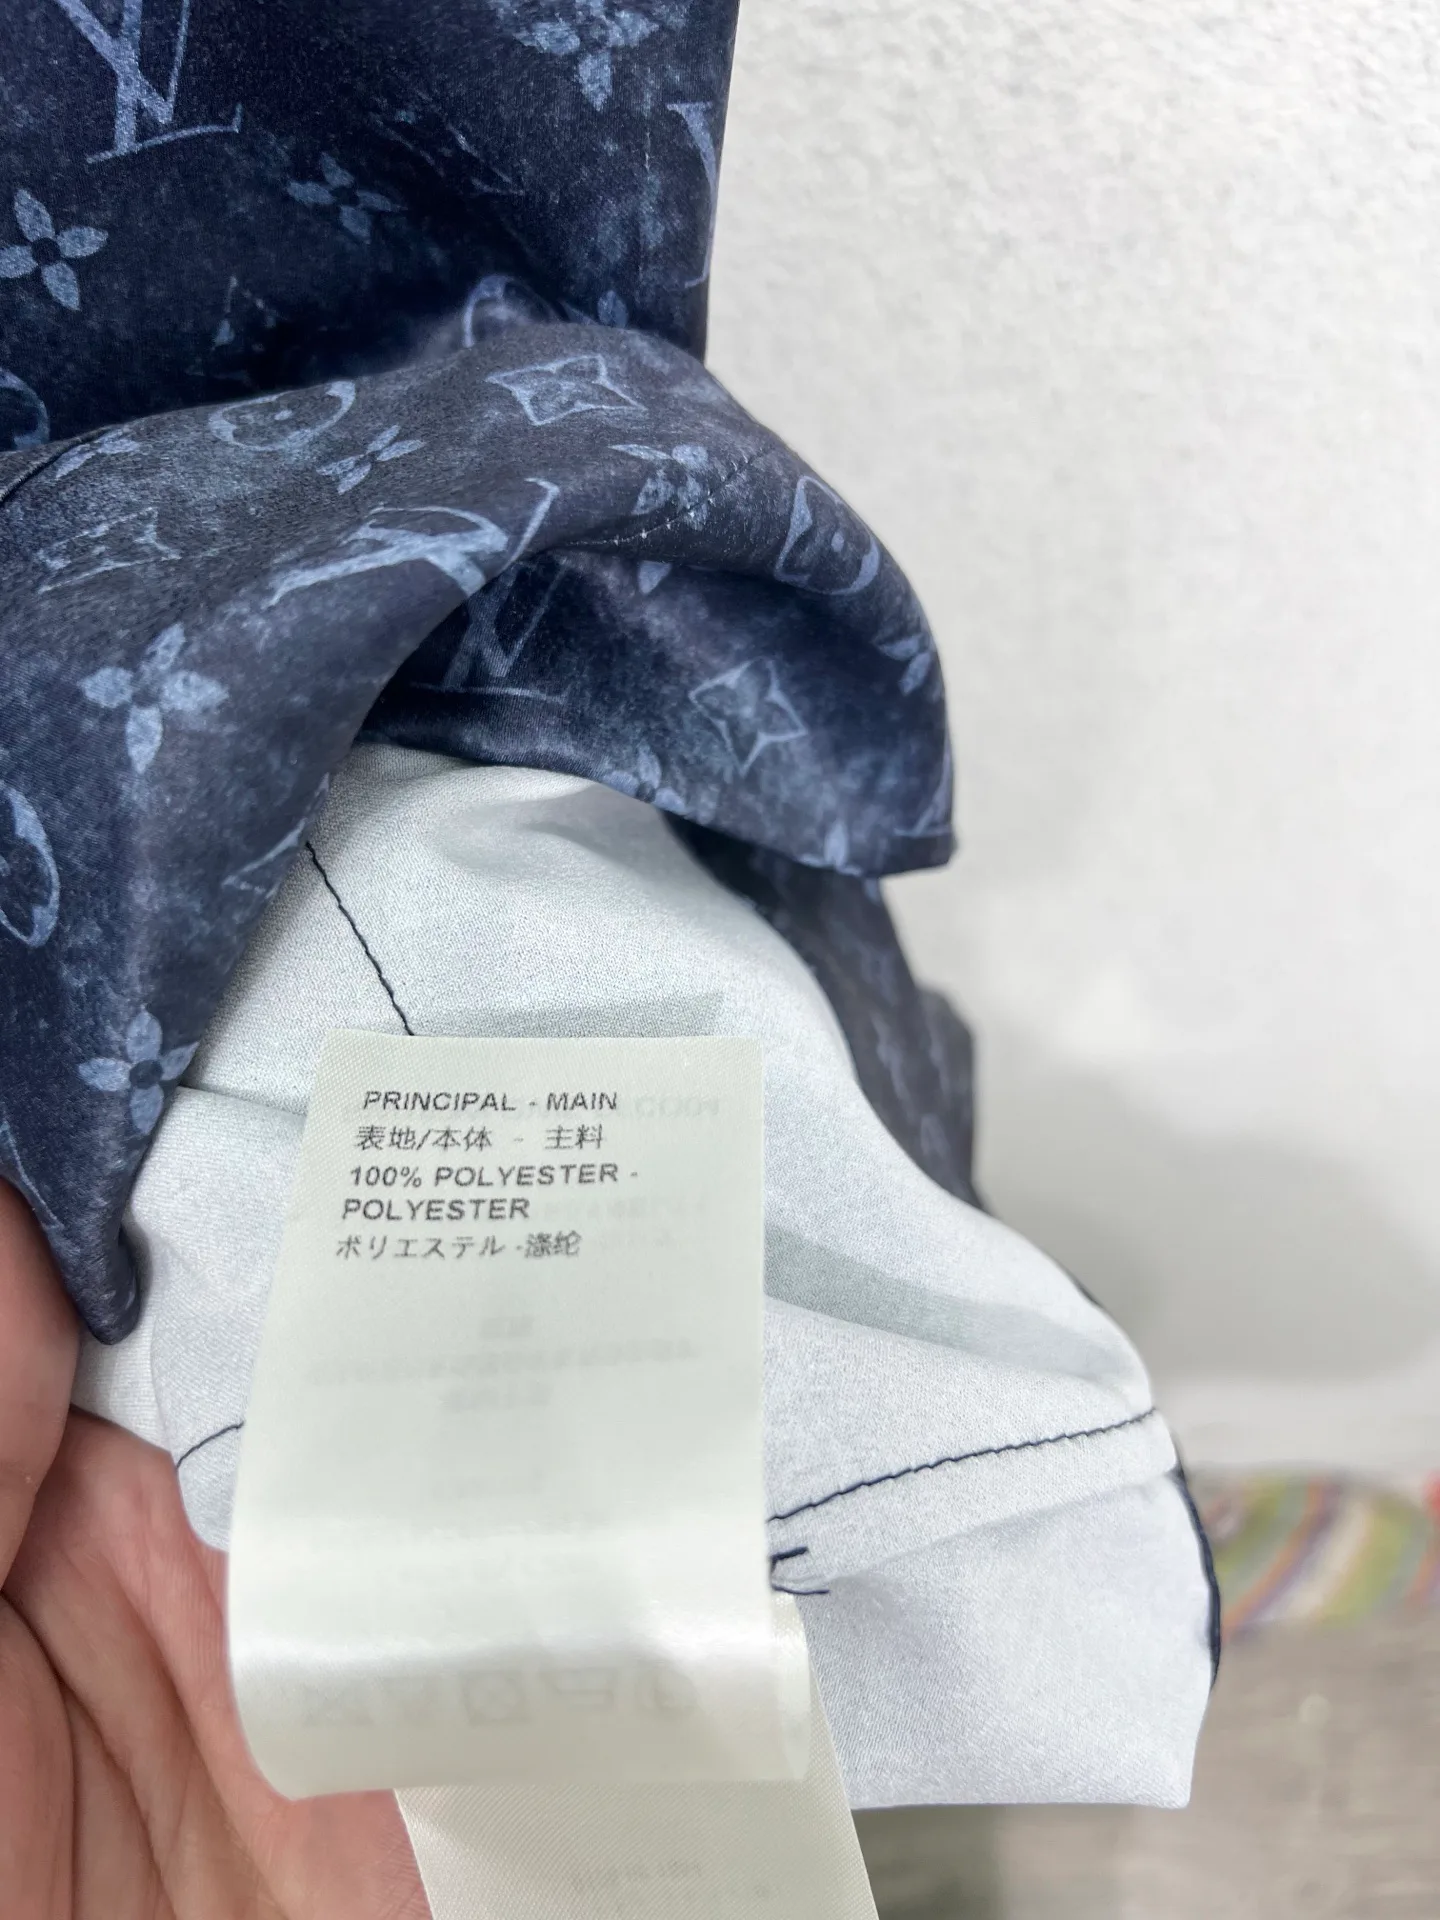 PRINCIPAL - MAIN
表地/本体 - 主料
100% POLYESTER -
POLYESTER
ポリエステル -涤纶